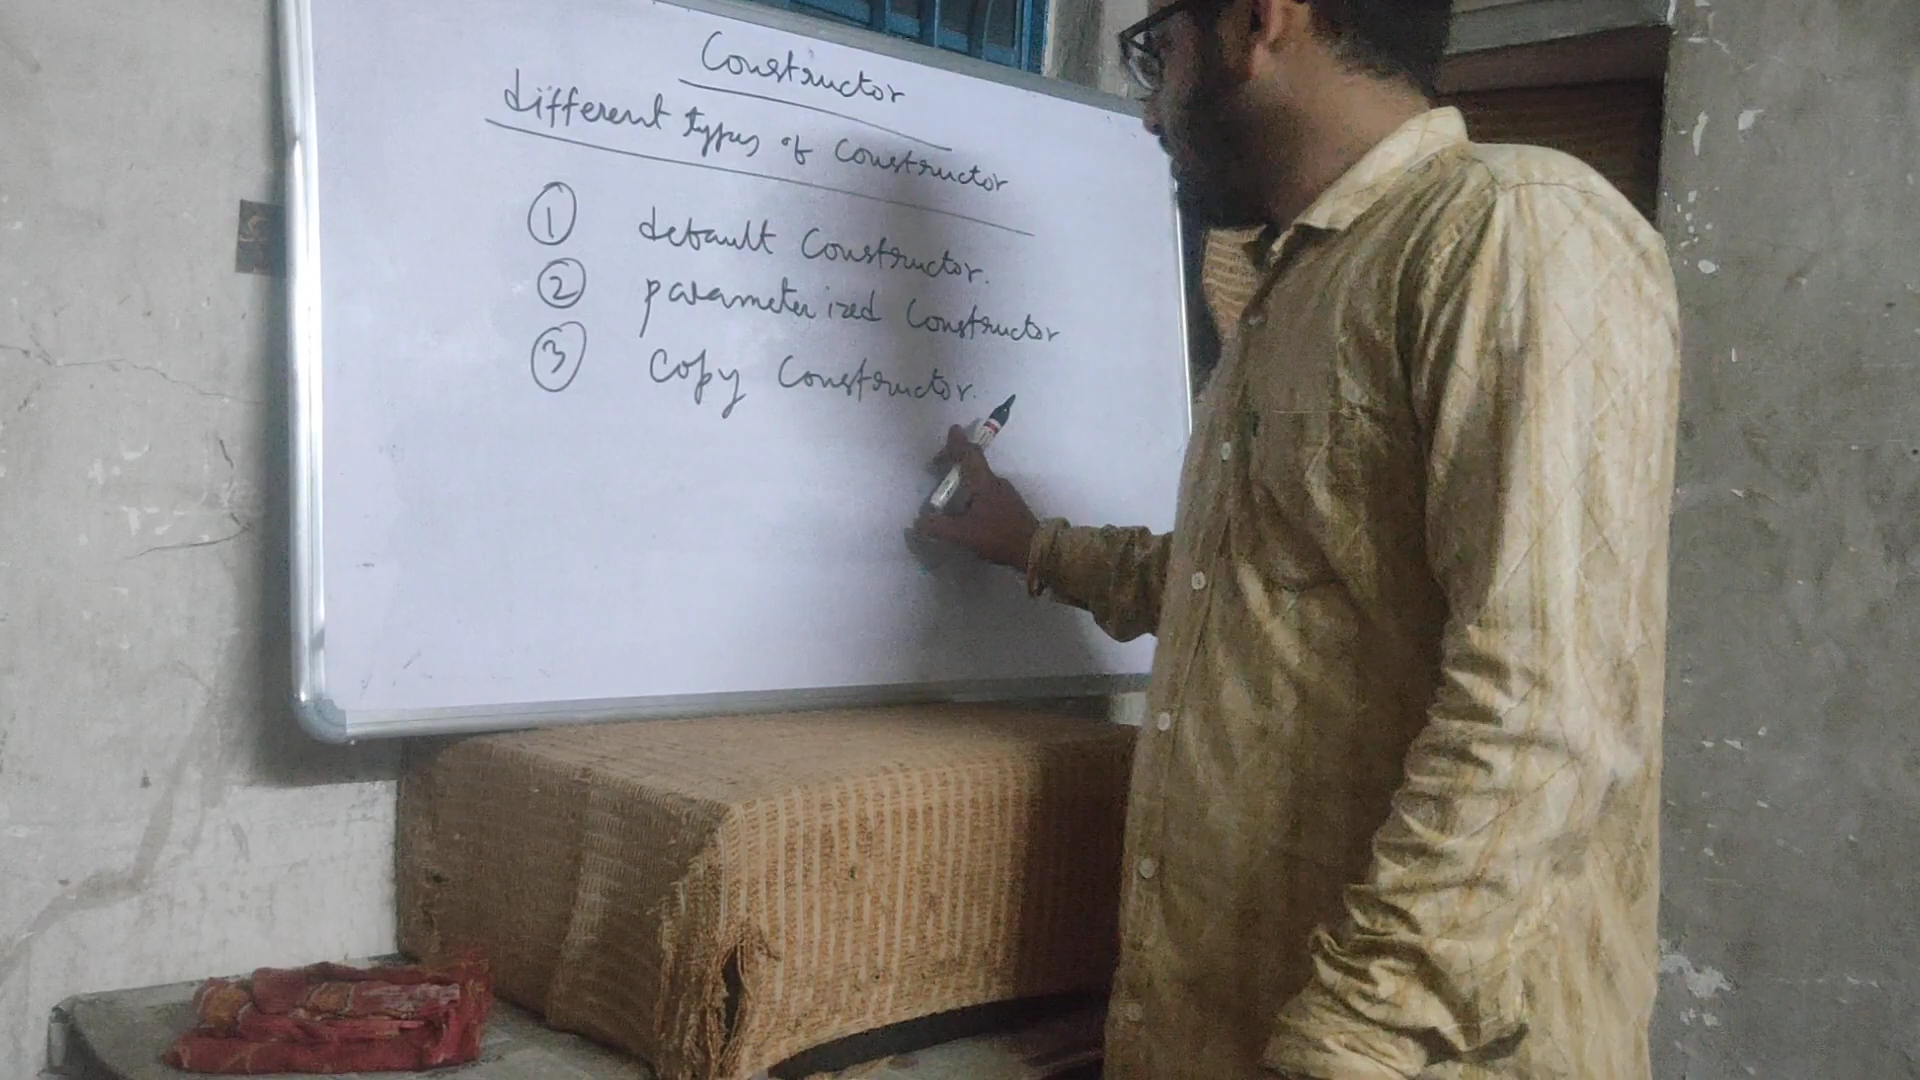 Constructor
different types of Constructor
① default Constructor.
② parameterized Constructor
③ Copy Constructor.